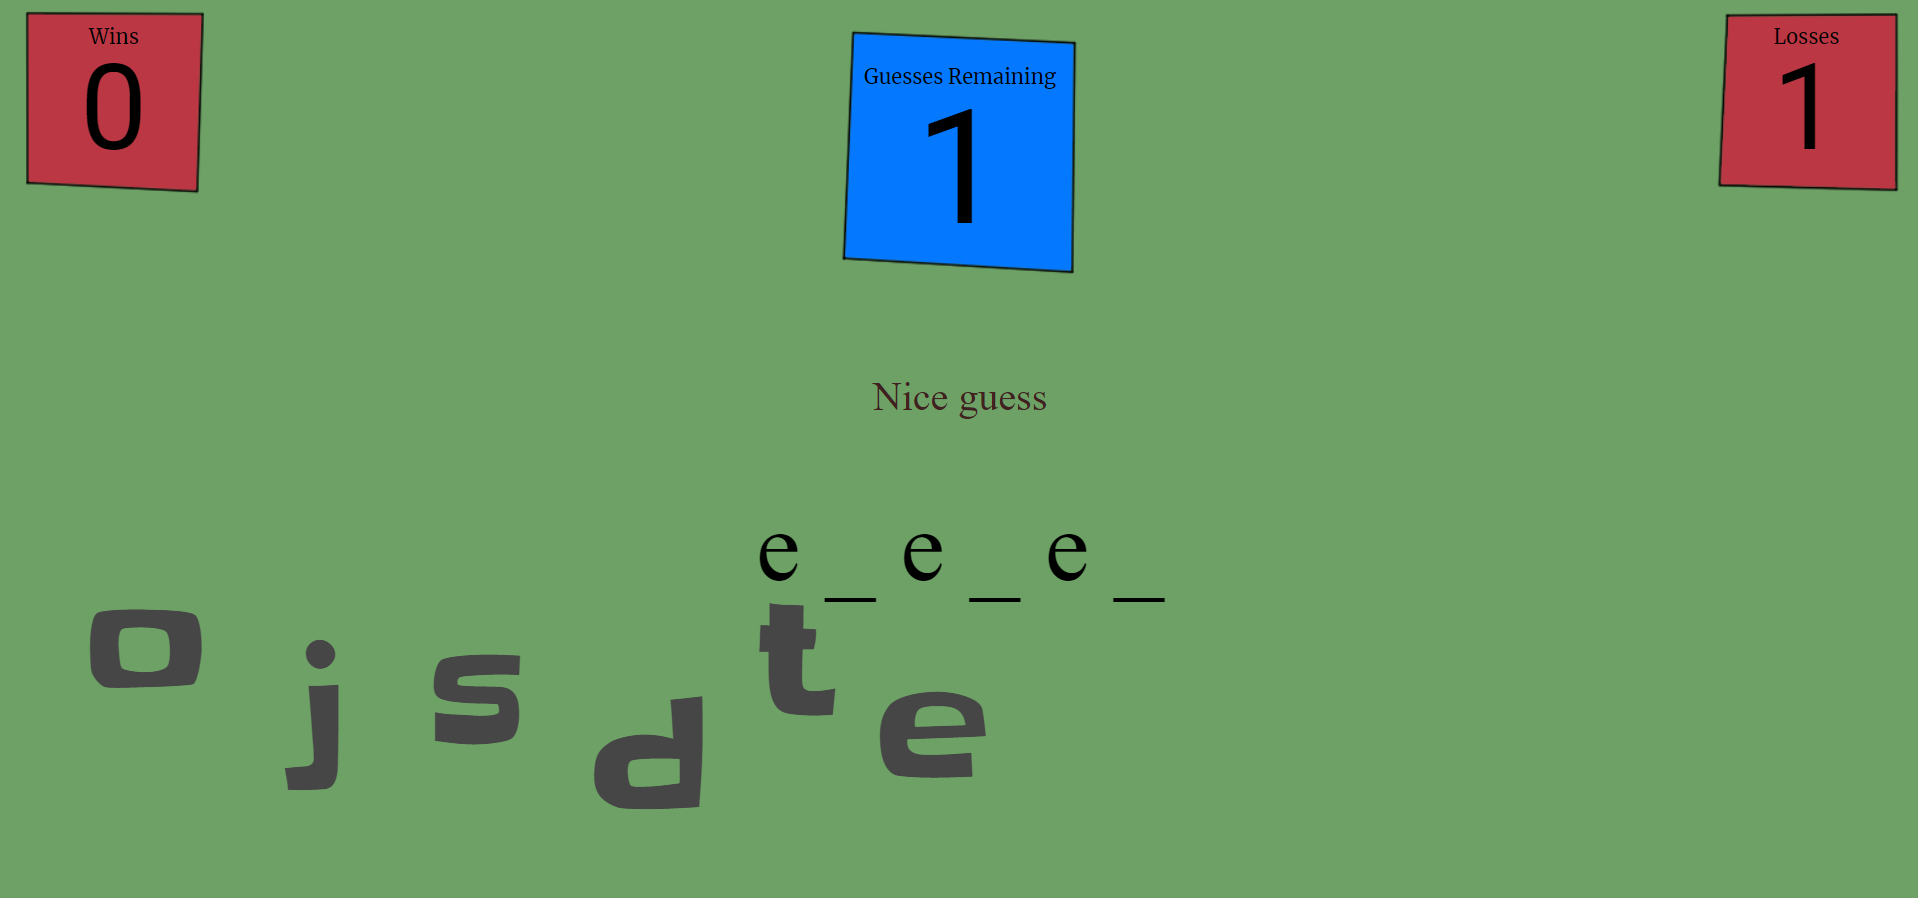 Wins
0
Guesses Remaining
1
Losses
1
Nice guess
e _ e _ e _
o j s d t e